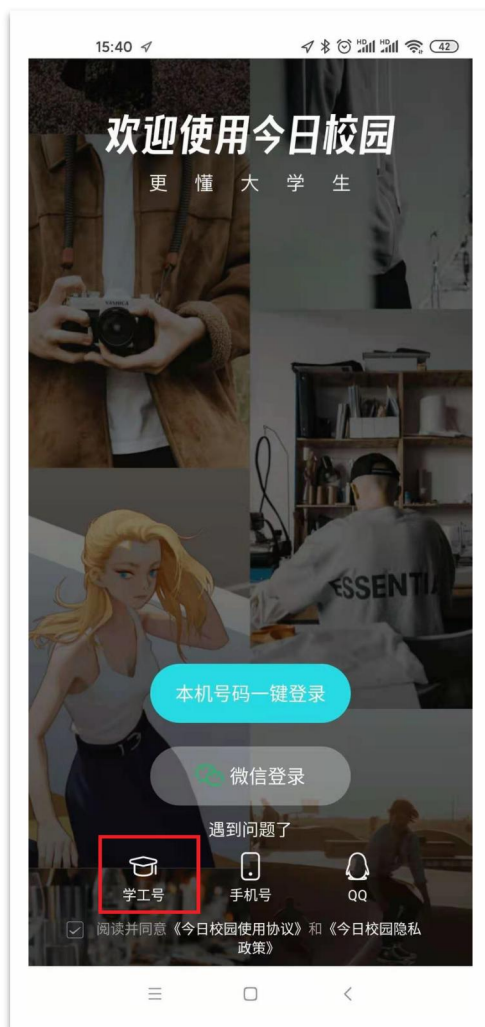 15:40
HD HD 42
欢迎使用今日校园
更懂大学生
ESSENTI
本机号码一键登录
微信登录
遇到问题了
学工号 手机号 QQ
阅读并同意《今日校园使用协议》和《今日校园隐私
政策》